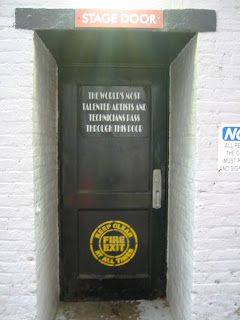 STAGE DOOR
THE WORLD'S MOST
TALENTED ARTISTS AND
TECHNICIANS PASS
THROUGH THIS DOOR
NO
ALL PE
THE C
MUST
AND SIG
KEEP CLEAR
FIRE
EXIT
AT ALL TIMES